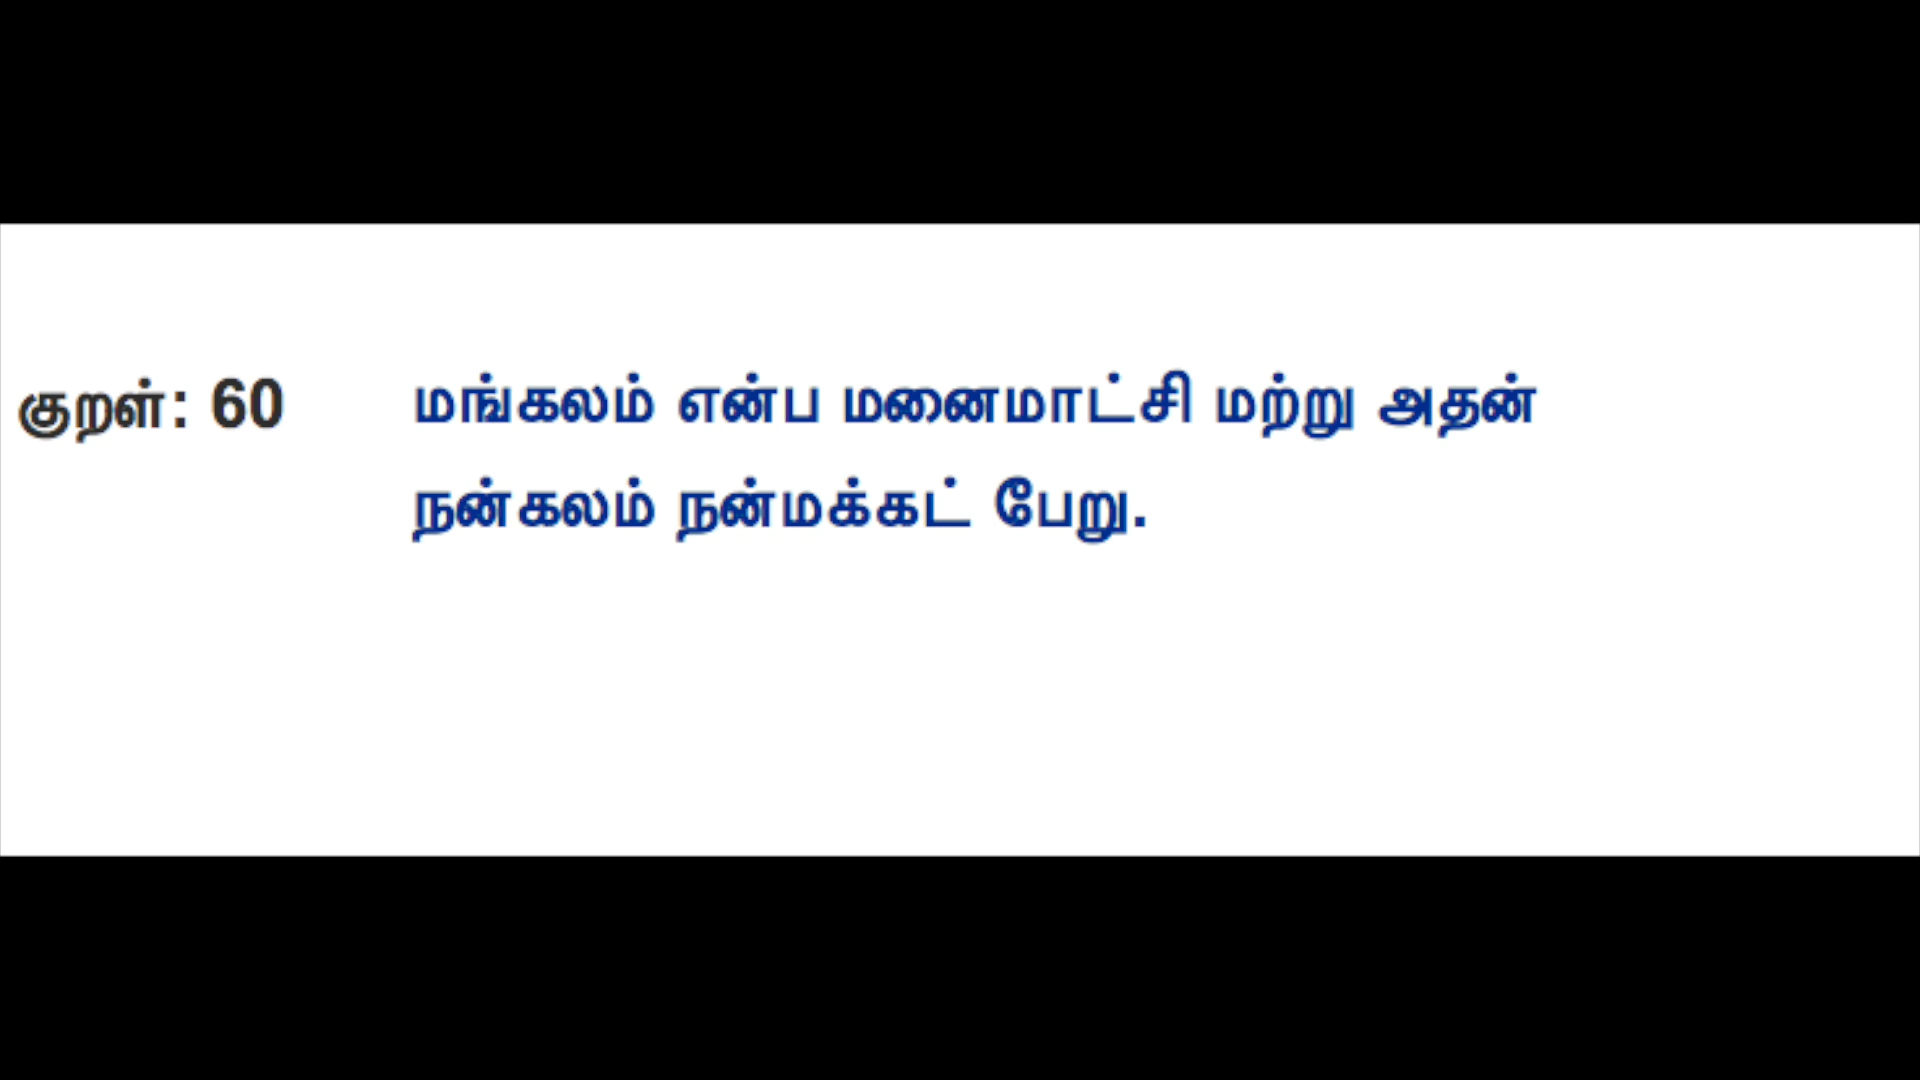 குறள்: 60 மங்கலம் என்ப மனைமாட்சி மற்று அதன்
நன்கலம் நன்மக்கட் பேறு.